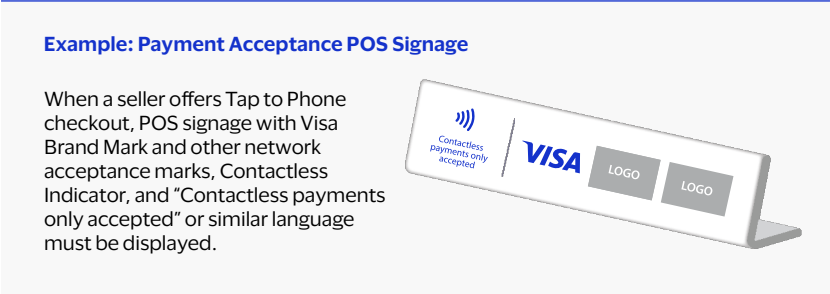 Example: Payment Acceptance POS Signage
When a seller offers Tap to Phone
checkout, POS signage with Visa
Brand Mark and other network
acceptance marks, Contactless
Indicator, and “Contactless payments
only accepted” or similar language
must be displayed.
Contactless
payments only
accepted
VISA
LOGO
LOGO